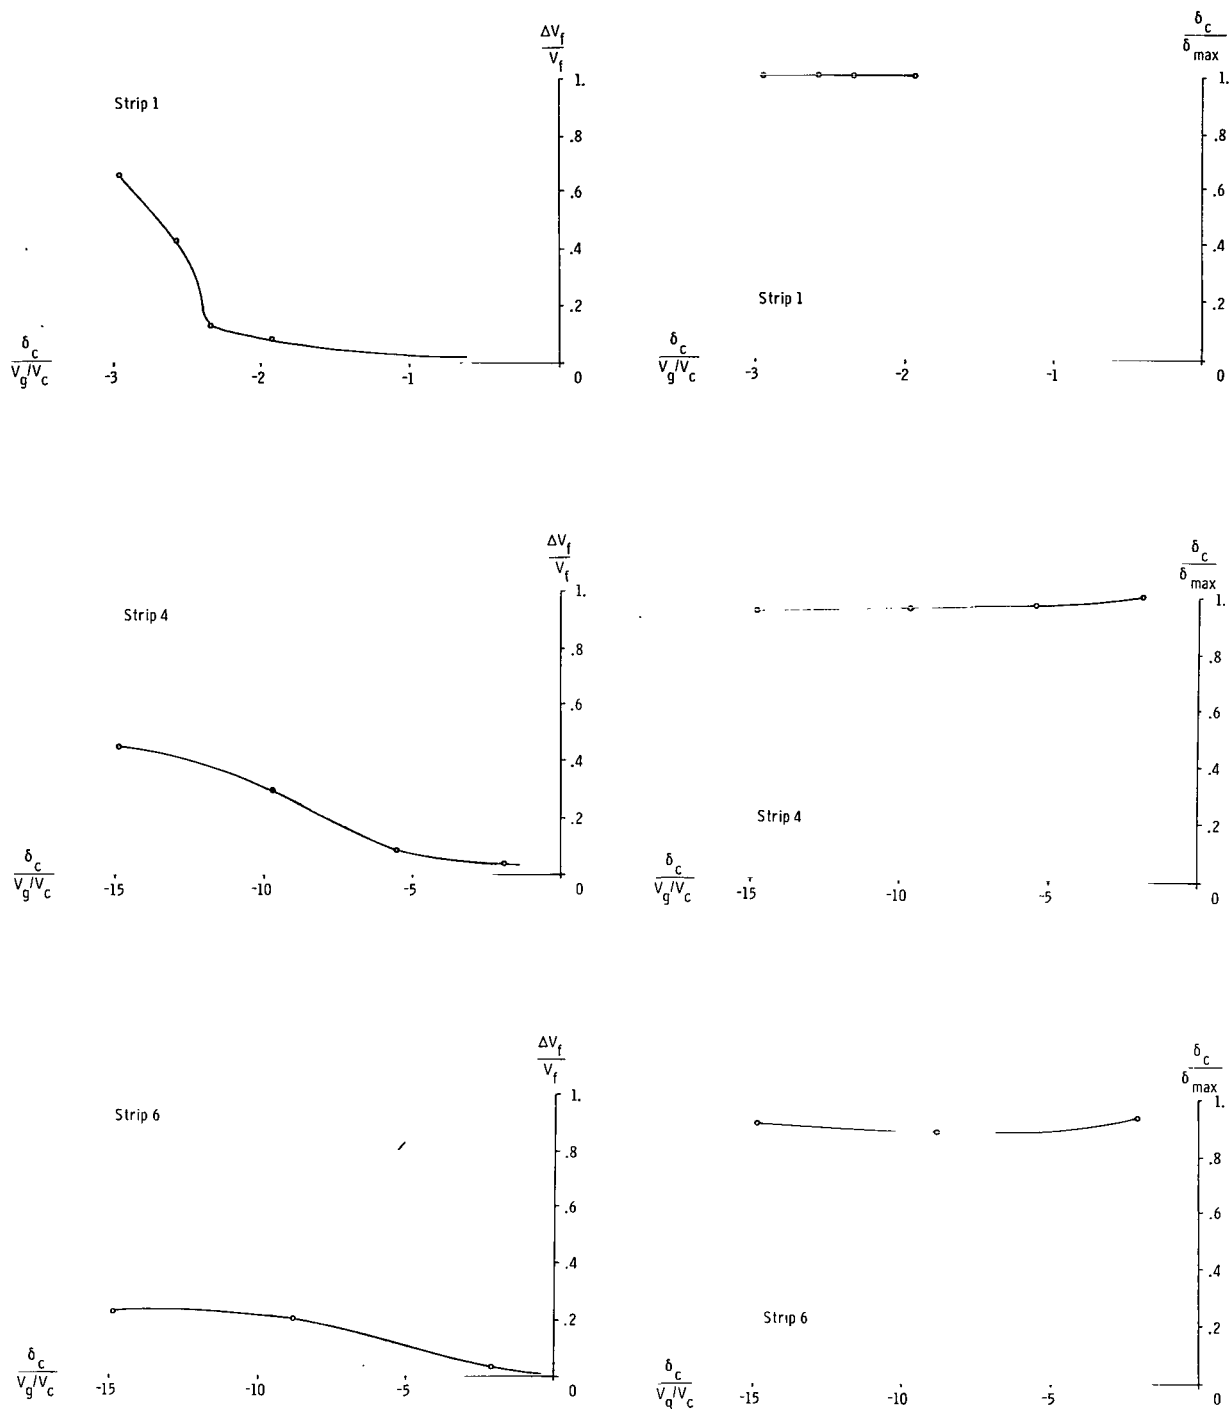 ΔV_f
V_f
1.
.8
.6
.4
.2
0
Strip 1
δ_c
V_g/V_c
-3
-2
-1
δ_c
δ_max
1.
.8
.6
.4
.2
0
Strip 1
δ_c
V_g/V_c
-3
-2
-1
ΔV_f
V_f
1.
.8
.6
.4
.2
0
Strip 4
δ_c
V_g/V_c
-15
-10
-5
δ_c
δ_max
1.
.8
.6
.4
.2
0
Strip 4
δ_c
V_g/V_c
-15
-10
-5
ΔV_f
V_f
1.
.8
.6
.4
.2
0
Strip 6
δ_c
V_g/V_c
-15
-10
-5
δ_c
δ_max
1.
.8
.6
.4
.2
0
Strip 6
δ_c
V_g/V_c
-15
-10
-5